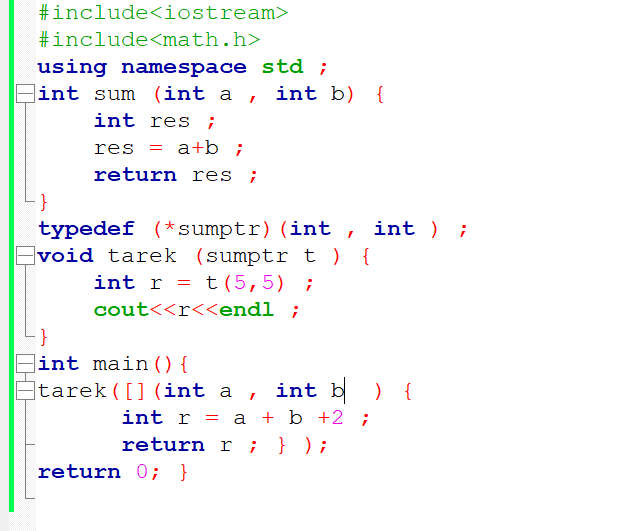 #include<iostream>
#include<math.h>
using namespace std ;
int sum (int a , int b) {
int res ;
res = a+b ;
return res ;
}
typedef (*sumptr)(int , int ) ;
void tarek (sumptr t ) {
int r = t(5,5) ;
cout<<r<<endl ;
}
int main(){
tarek([](int a , int b  ) {
int r = a + b +2 ;
return r ; } );
return 0; }